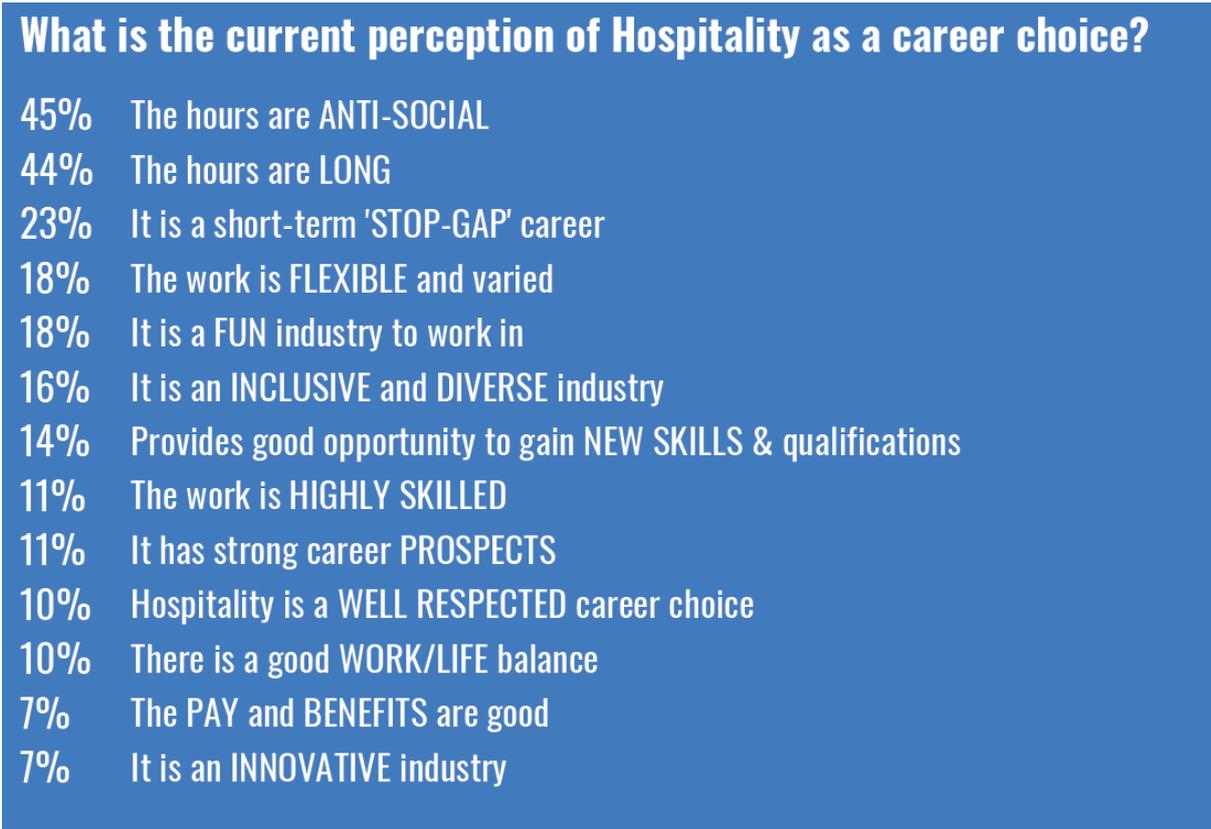 What is the current perception of Hospitality as a career choice?
45% The hours are ANTI-SOCIAL
44% The hours are LONG
23% It is a short-term 'STOP-GAP' career
18% The work is FLEXIBLE and varied
18% It is a FUN industry to work in
16% It is an INCLUSIVE and DIVERSE industry
14% Provides good opportunity to gain NEW SKILLS & qualifications
11% The work is HIGHLY SKILLED
11% It has strong career PROSPECTS
10% Hospitality is a WELL RESPECTED career choice
10% There is a good WORK/LIFE balance
7% The PAY and BENEFITS are good
7% It is an INNOVATIVE industry